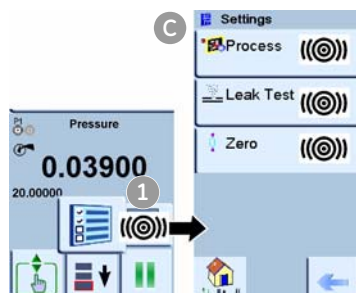 C
Settings
Process
Leak Test
Zero
Pressure
0.03900
20.00000
1